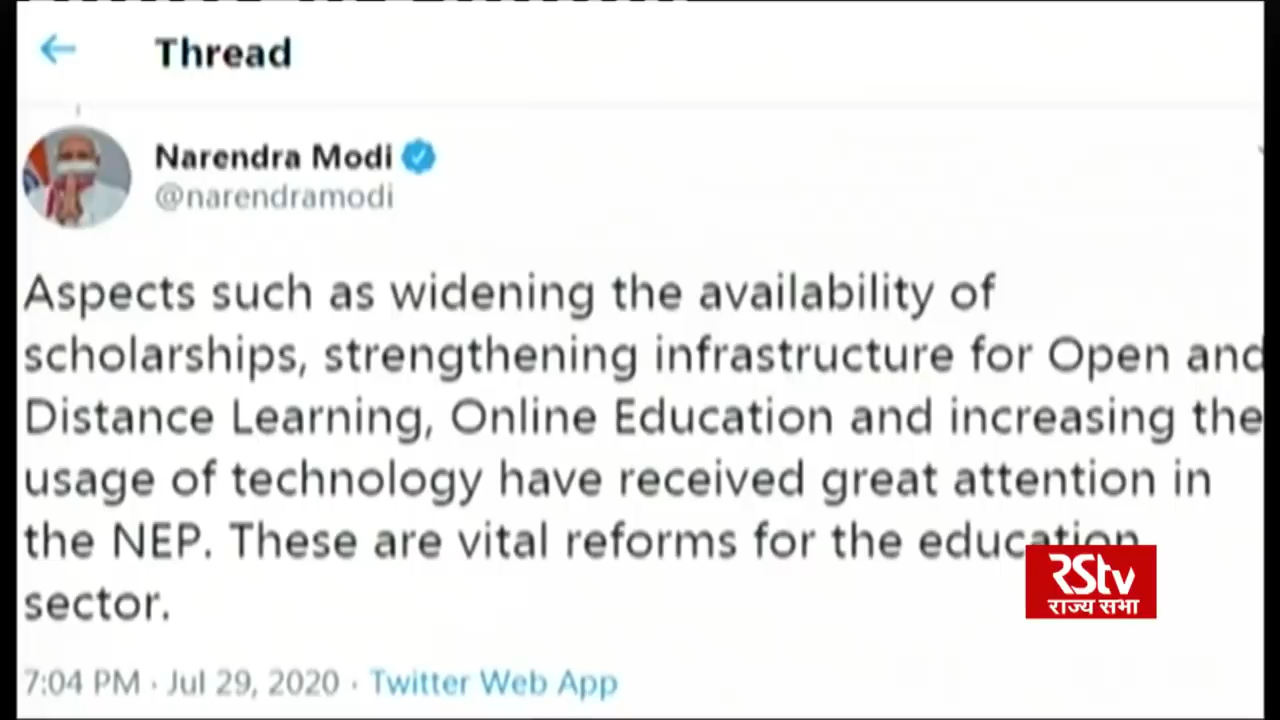 Thread
Narendra Modi
@narendramodi
Aspects such as widening the availability of
scholarships, strengthening infrastructure for Open and
Distance Learning, Online Education and increasing the
usage of technology have received great attention in
the NEP. These are vital reforms for the education
sector.
RStv
राज्य सभा
7:04 PM · Jul 29, 2020 · Twitter Web App